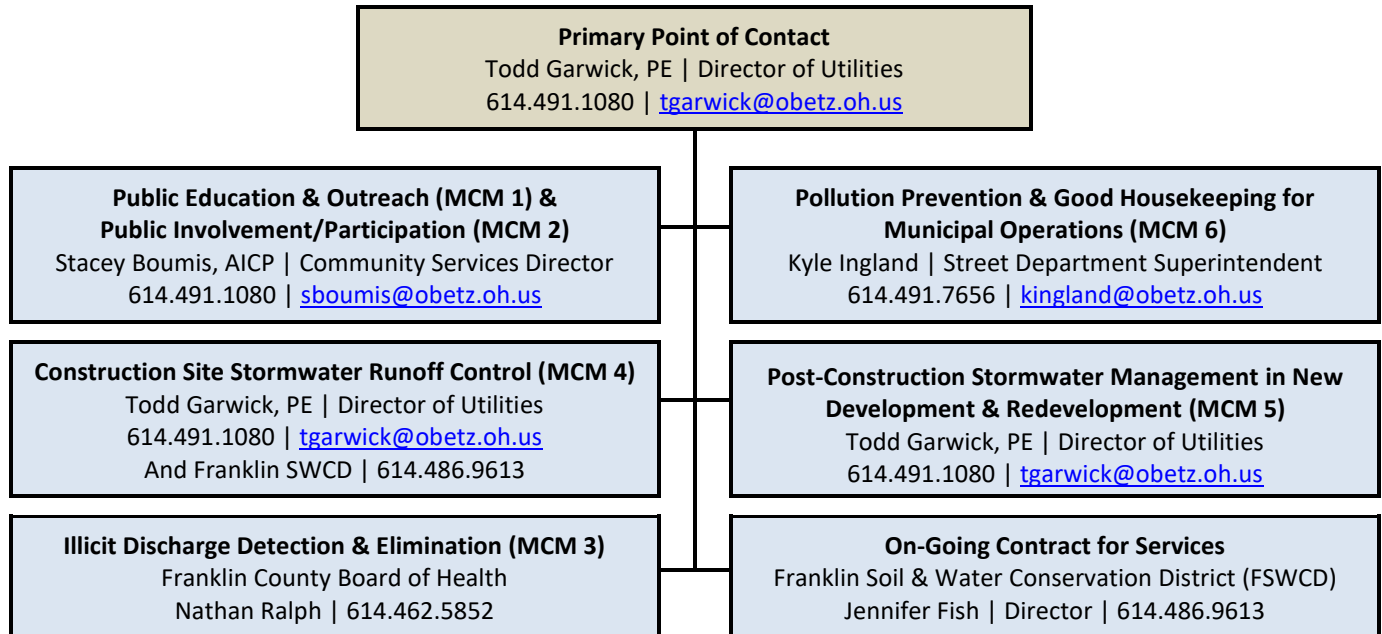 Primary Point of Contact
Todd Garwick, PE | Director of Utilities
614.491.1080 | tgarwick@obetz.oh.us
Public Education & Outreach (MCM 1) &
Public Involvement/Participation (MCM 2)
Stacey Boumis, AICP | Community Services Director
614.491.1080 | sboumis@obetz.oh.us
Pollution Prevention & Good Housekeeping for
Municipal Operations (MCM 6)
Kyle Ingland | Street Department Superintendent
614.491.7656 | kingland@obetz.oh.us
Construction Site Stormwater Runoff Control (MCM 4)
Todd Garwick, PE | Director of Utilities
614.491.1080 | tgarwick@obetz.oh.us
And Franklin SWCD | 614.486.9613
Post-Construction Stormwater Management in New
Development & Redevelopment (MCM 5)
Todd Garwick, PE | Director of Utilities
614.491.1080 | tgarwick@obetz.oh.us
Illicit Discharge Detection & Elimination (MCM 3)
Franklin County Board of Health
Nathan Ralph | 614.462.5852
On-Going Contract for Services
Franklin Soil & Water Conservation District (FSWCD)
Jennifer Fish | Director | 614.486.9613